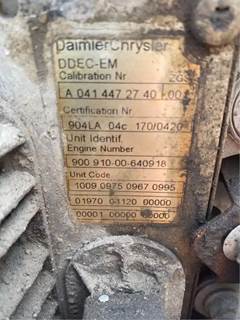 DaimlerChrysler
DDEC-EM
Calibration Nr
A 041 447 27 40
Certification Nr
904LA 04c 170/0420
Unit Identif.
Engine Number
900 910-00-640918
Unit Code
1009 0975 0967 0995
01970 03120 00000
00001 00000 00000